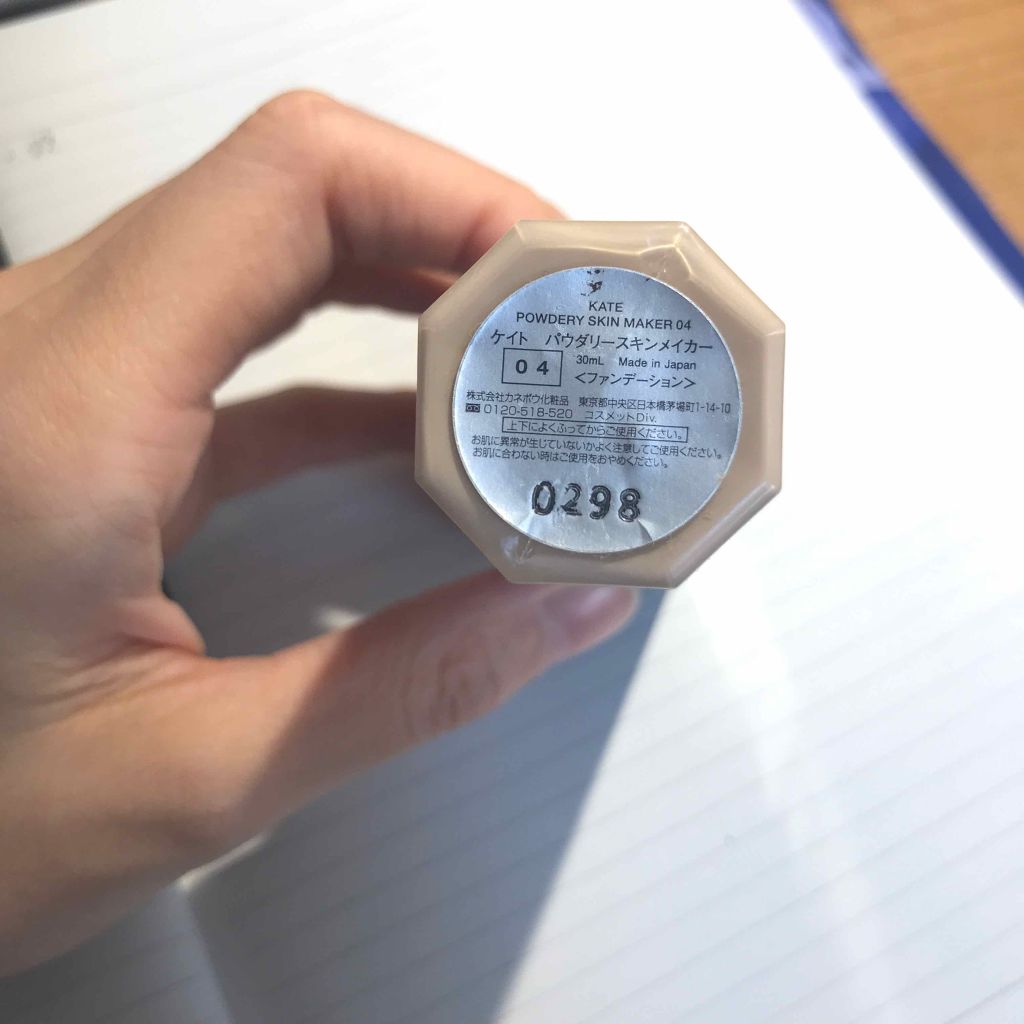 KATE
POWDERY SKIN MAKER 04
ケイト パウダリースキンメイカー
04
30mL Made in Japan
<ファンデーション>
株式会社カネボウ化粧品 東京都中央区日本橋茅場町1-14-10
0120-518-520 コスメットDiv.
上下によくふってからご使用ください。
お肌に異常が生じていないかよく注意してご使用ください。
お肌に合わない時はご使用をおやめください。
0298